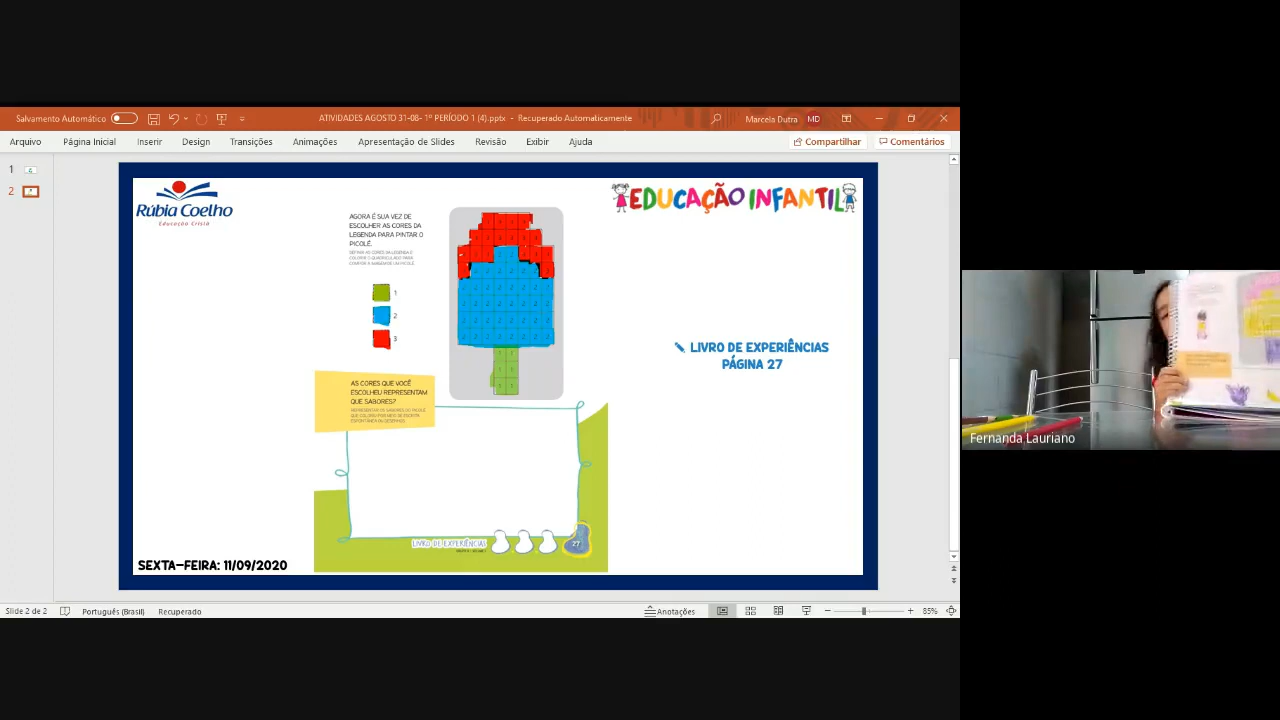 Salvamento Automático
ATIVIDADES AGOSTO 31-08- 1º PERÍODO 1 (4).pptx - Recuperado Automaticamente
Marcela Dutra MD
Arquivo Página Inicial Inserir Design Transições Animações Apresentação de Slides Revisão Exibir Ajuda
Compartilhar Comentários
1
2
Rúbia Coelho
Educação Cristã
EDUCAÇÃO INFANTIL
AGORA É SUA VEZ DE
ESCOLHER AS CORES DA
LEGENDA PARA PINTAR O
PICOLÉ.
1
2
3
LIVRO DE EXPERIÊNCIAS
PÁGINA 27
AS CORES QUE VOCÊ
ESCOLHEU REPRESENTAM
QUE SABORES?
LIVRO DE EXPERIÊNCIAS
27
SEXTA-FEIRA: 11/09/2020
Fernanda Lauriano
Slide 2 de 2 Português (Brasil) Recuperado
Anotações 85%